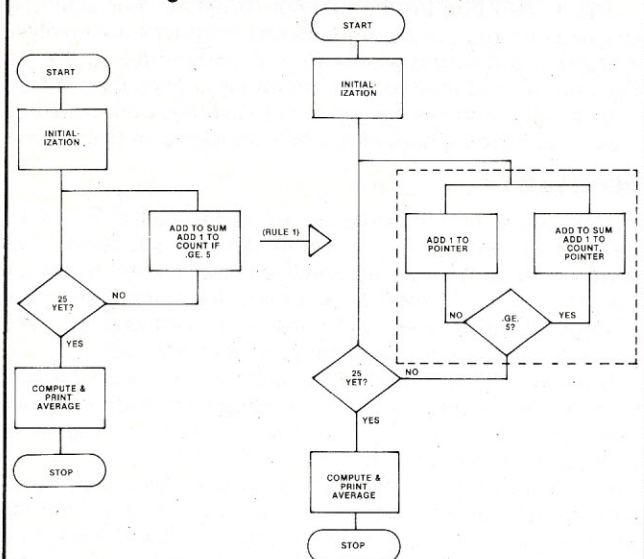 START
INITIAL-
IZATION
ADD TO SUM
ADD 1 TO
COUNT IF
.GE. 5
25
YET?
NO
YES
COMPUTE &
PRINT
AVERAGE
STOP
(RULE 1)
START
INITIAL-
IZATION
ADD 1 TO
POINTER
ADD TO SUM
ADD 1 TO
COUNT,
POINTER
NO
.GE.
5?
YES
25
YET?
NO
YES
COMPUTE &
PRINT
AVERAGE
STOP